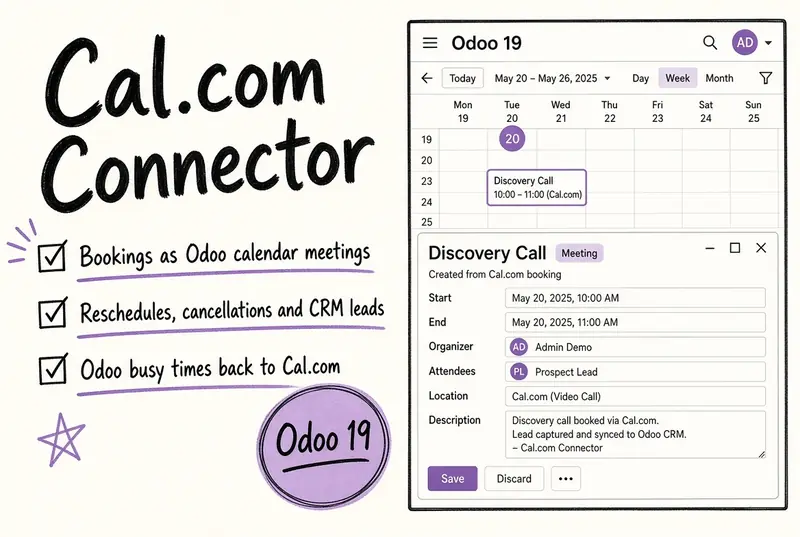 Cal.com
Connector
Bookings as Odoo calendar meetings
Reschedules, cancellations and CRM leads
Odoo busy times back to Cal.com
Odoo 19
Odoo 19
AD
Today
May 20 – May 26, 2025
Day
Week
Month
Mon
Tue
Wed
Thu
Fri
Sat
Sun
19
20
21
22
23
24
25
19
20
20
23
Discovery Call
10:00 – 11:00 (Cal.com)
24
25
Discovery Call
Meeting
Created from Cal.com booking
Start
May 20, 2025, 10:00 AM
End
May 20, 2025, 11:00 AM
Organizer
AD
Admin Demo
Attendees
PL
Prospect Lead
Location
Cal.com (Video Call)
Description
Discovery call booked via Cal.com.
Lead captured and synced to Odoo CRM.
– Cal.com Connector
Save
Discard